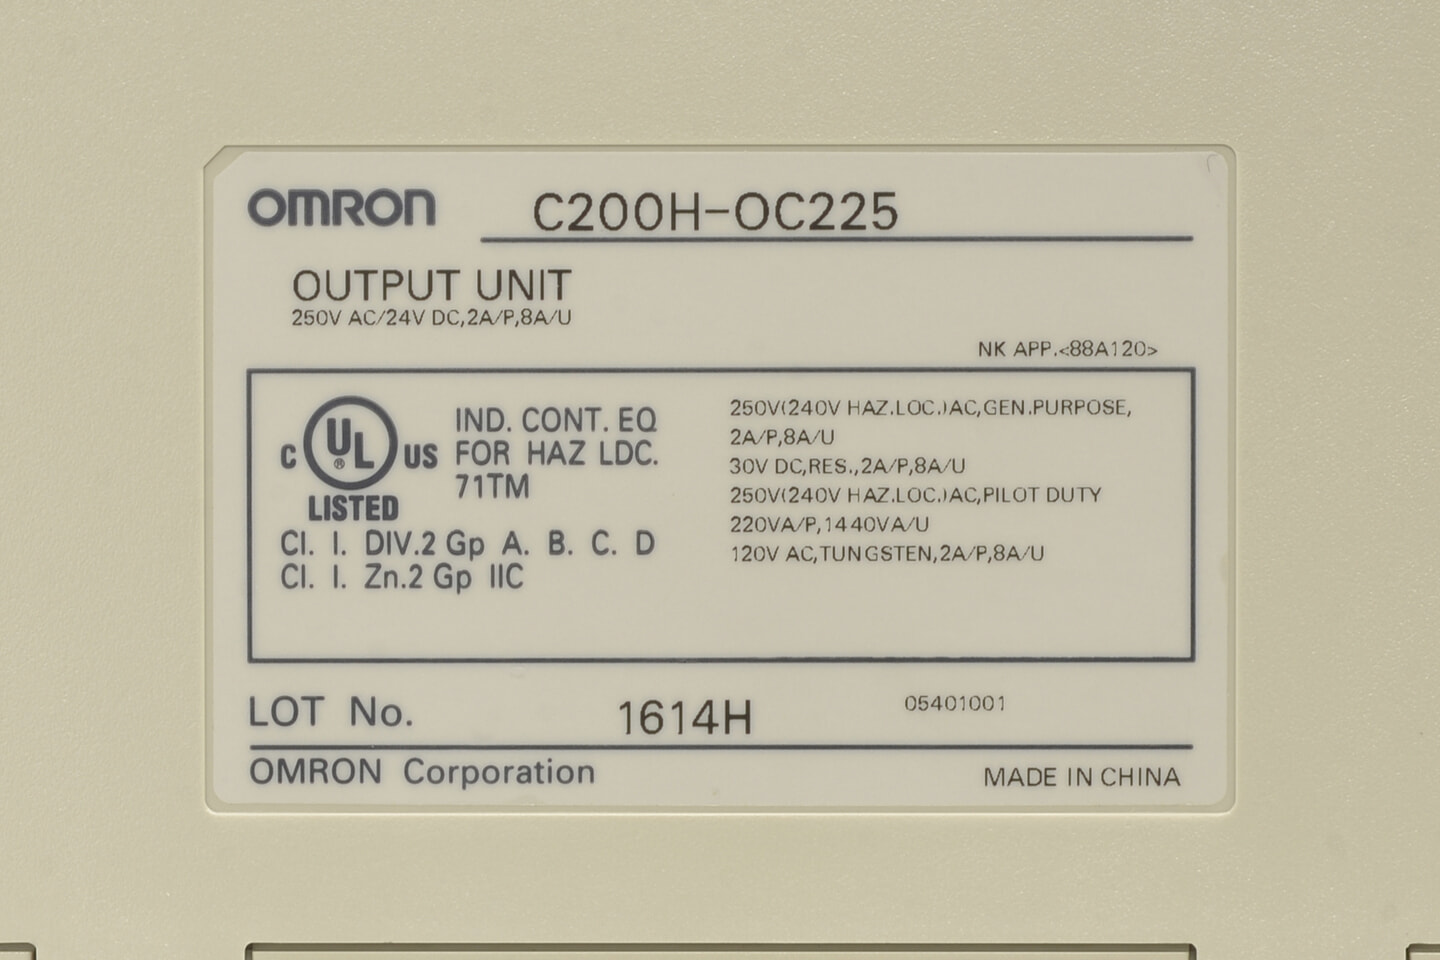 OMRON C200H-OC225
OUTPUT UNIT
250V AC/24V DC,2A/P,8A/U
NK APP.<88A120>
C UL ® US LISTED
IND. CONT. EQ
FOR HAZ LDC.
71TM
Cl. I. DIV.2 Gp A. B. C. D
Cl. I. Zn.2 Gp IIC
250V(240V HAZ.LOC.)AC,GEN.PURPOSE,
2A/P,8A/U
30V DC,RES.,2A/P,8A/U
250V(240V HAZ.LOC.)AC,PILOT DUTY
220VA/P,1440VA/U
120V AC,TUNGSTEN,2A/P,8A/U
LOT No. 1614H 05401001
OMRON Corporation MADE IN CHINA